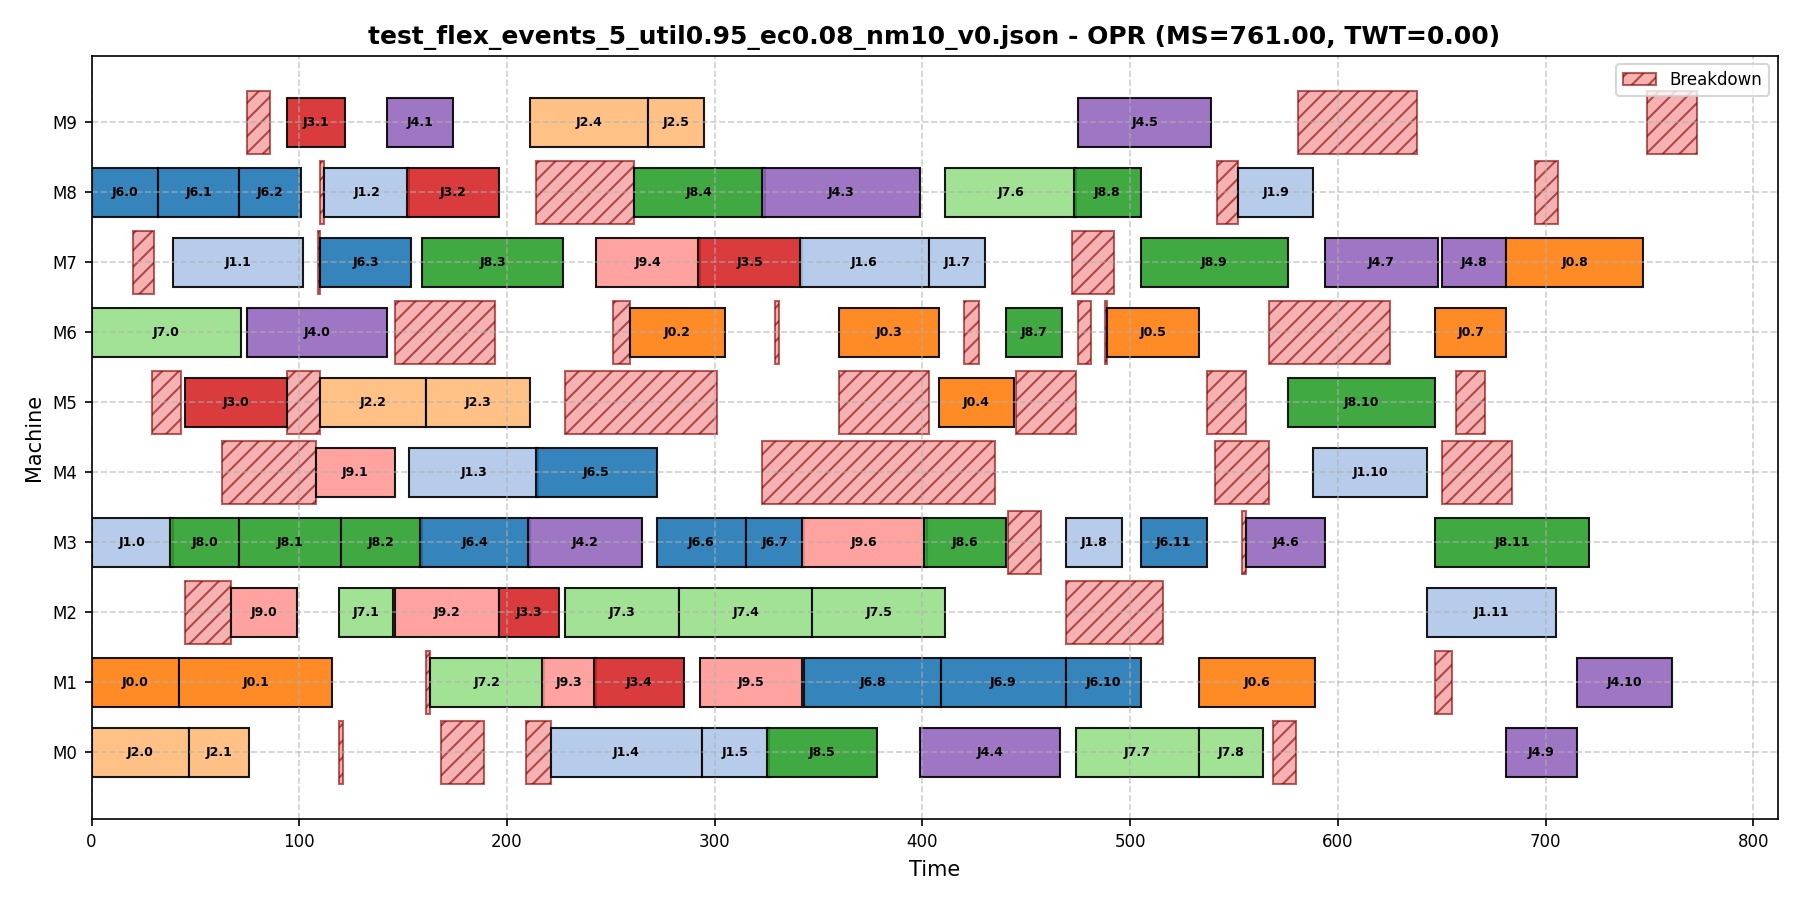 test_flex_events_5_util0.95_ec0.08_nm10_v0.json - OPR (MS=761.00, TWT=0.00)
Breakdown
M9 J3.1 J4.1 J2.4 J2.5 J4.5
M8 J6.0 J6.1 J6.2 J1.2 J3.2 J8.4 J4.3 J7.6 J8.8 J1.9
M7 J1.1 J6.3 J8.3 J9.4 J3.5 J1.6 J1.7 J8.9 J4.7 J4.8 J0.8
M6 J7.0 J4.0 J0.2 J0.3 J8.7 J0.5 J0.7
M5 J3.0 J2.2 J2.3 J0.4 J8.10
M4 J9.1 J1.3 J6.5 J1.10
M3 J1.0 J8.0 J8.1 J8.2 J6.4 J4.2 J6.6 J6.7 J9.6 J8.6 J1.8 J6.11 J4.6 J8.11
M2 J9.0 J7.1 J9.2 J3.3 J7.3 J7.4 J7.5 J1.11
M1 J0.0 J0.1 J7.2 J9.3 J3.4 J9.5 J6.8 J6.9 J6.10 J0.6 J4.10
M0 J2.0 J2.1 J1.4 J1.5 J8.5 J4.4 J7.7 J7.8 J4.9
Machine
0 100 200 300 400 500 600 700 800
Time